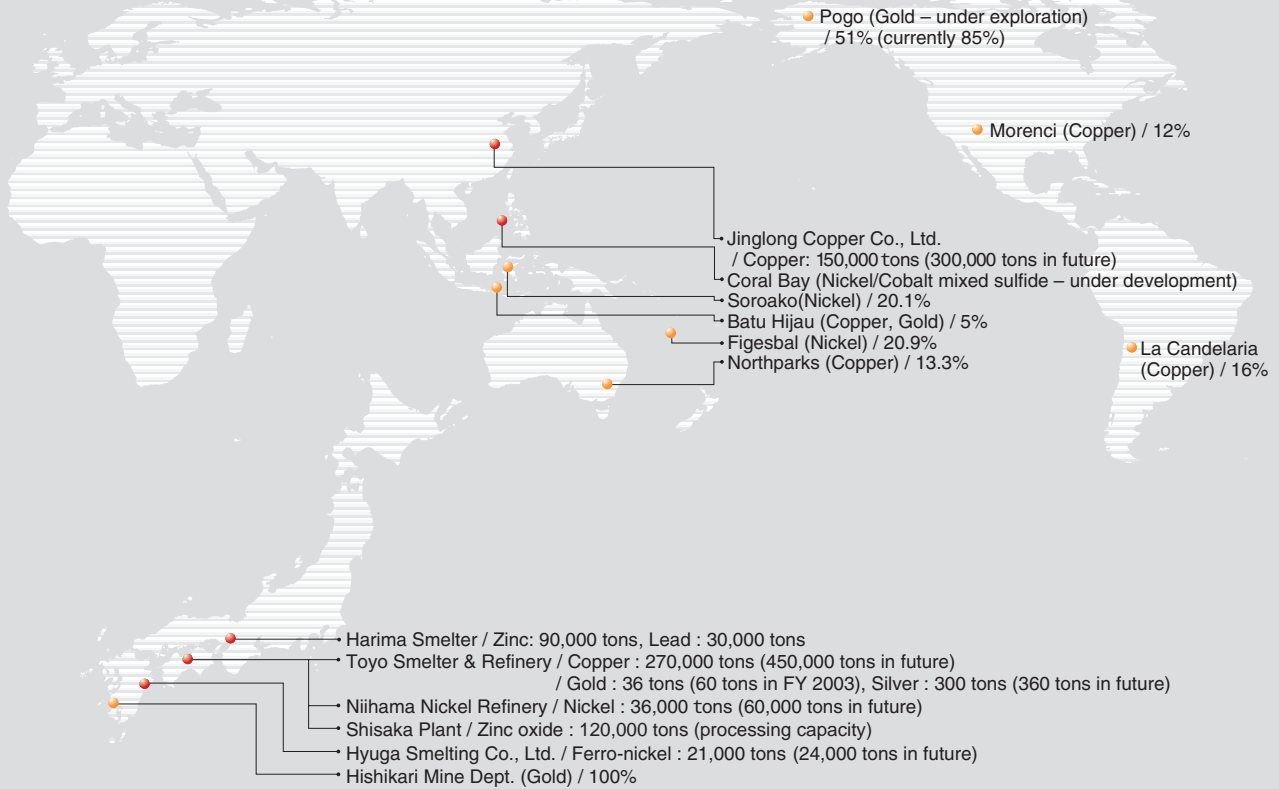 Pogo (Gold – under exploration)
/ 51% (currently 85%)
Morenci (Copper) / 12%
Jinglong Copper Co., Ltd.
/ Copper: 150,000 tons (300,000 tons in future)
Coral Bay (Nickel/Cobalt mixed sulfide – under development)
Soroako(Nickel) / 20.1%
Batu Hijau (Copper, Gold) / 5%
Figesbal (Nickel) / 20.9%
Northparks (Copper) / 13.3%
La Candelaria
(Copper) / 16%
Harima Smelter / Zinc: 90,000 tons, Lead : 30,000 tons
Toyo Smelter & Refinery / Copper : 270,000 tons (450,000 tons in future)
/ Gold : 36 tons (60 tons in FY 2003), Silver : 300 tons (360 tons in future)
Niihama Nickel Refinery / Nickel : 36,000 tons (60,000 tons in future)
Shisaka Plant / Zinc oxide : 120,000 tons (processing capacity)
Hyuga Smelting Co., Ltd. / Ferro-nickel : 21,000 tons (24,000 tons in future)
Hishikari Mine Dept. (Gold) / 100%